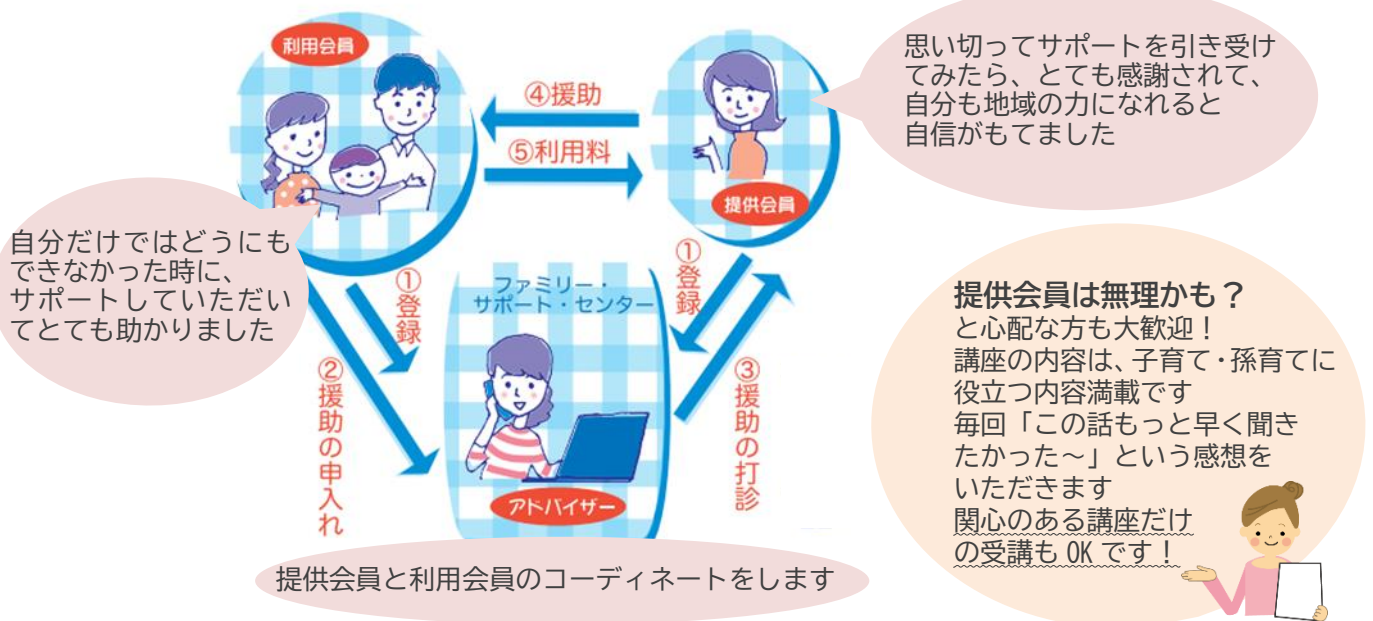 利用会員
④援助
⑤利用料
提供会員
思い切ってサポートを引き受け
てみたら、とても感謝されて、
自分も地域の力になれると
自信がもてました
自分だけではどうにも
できなかった時に、
サポートしていただい
てとても助かりました
①登録
②援助の申入れ
ファミリー・
サポート・センター
①登録
③援助の打診
アドバイザー
提供会員と利用会員のコーディネートをします
提供会員は無理かも？
と心配な方も大歓迎！
講座の内容は、子育て・孫育てに
役立つ内容満載です
毎回「この話もっと早く聞き
たかった～」という感想を
いただきます
関心のある講座だけ
の受講も OK です！